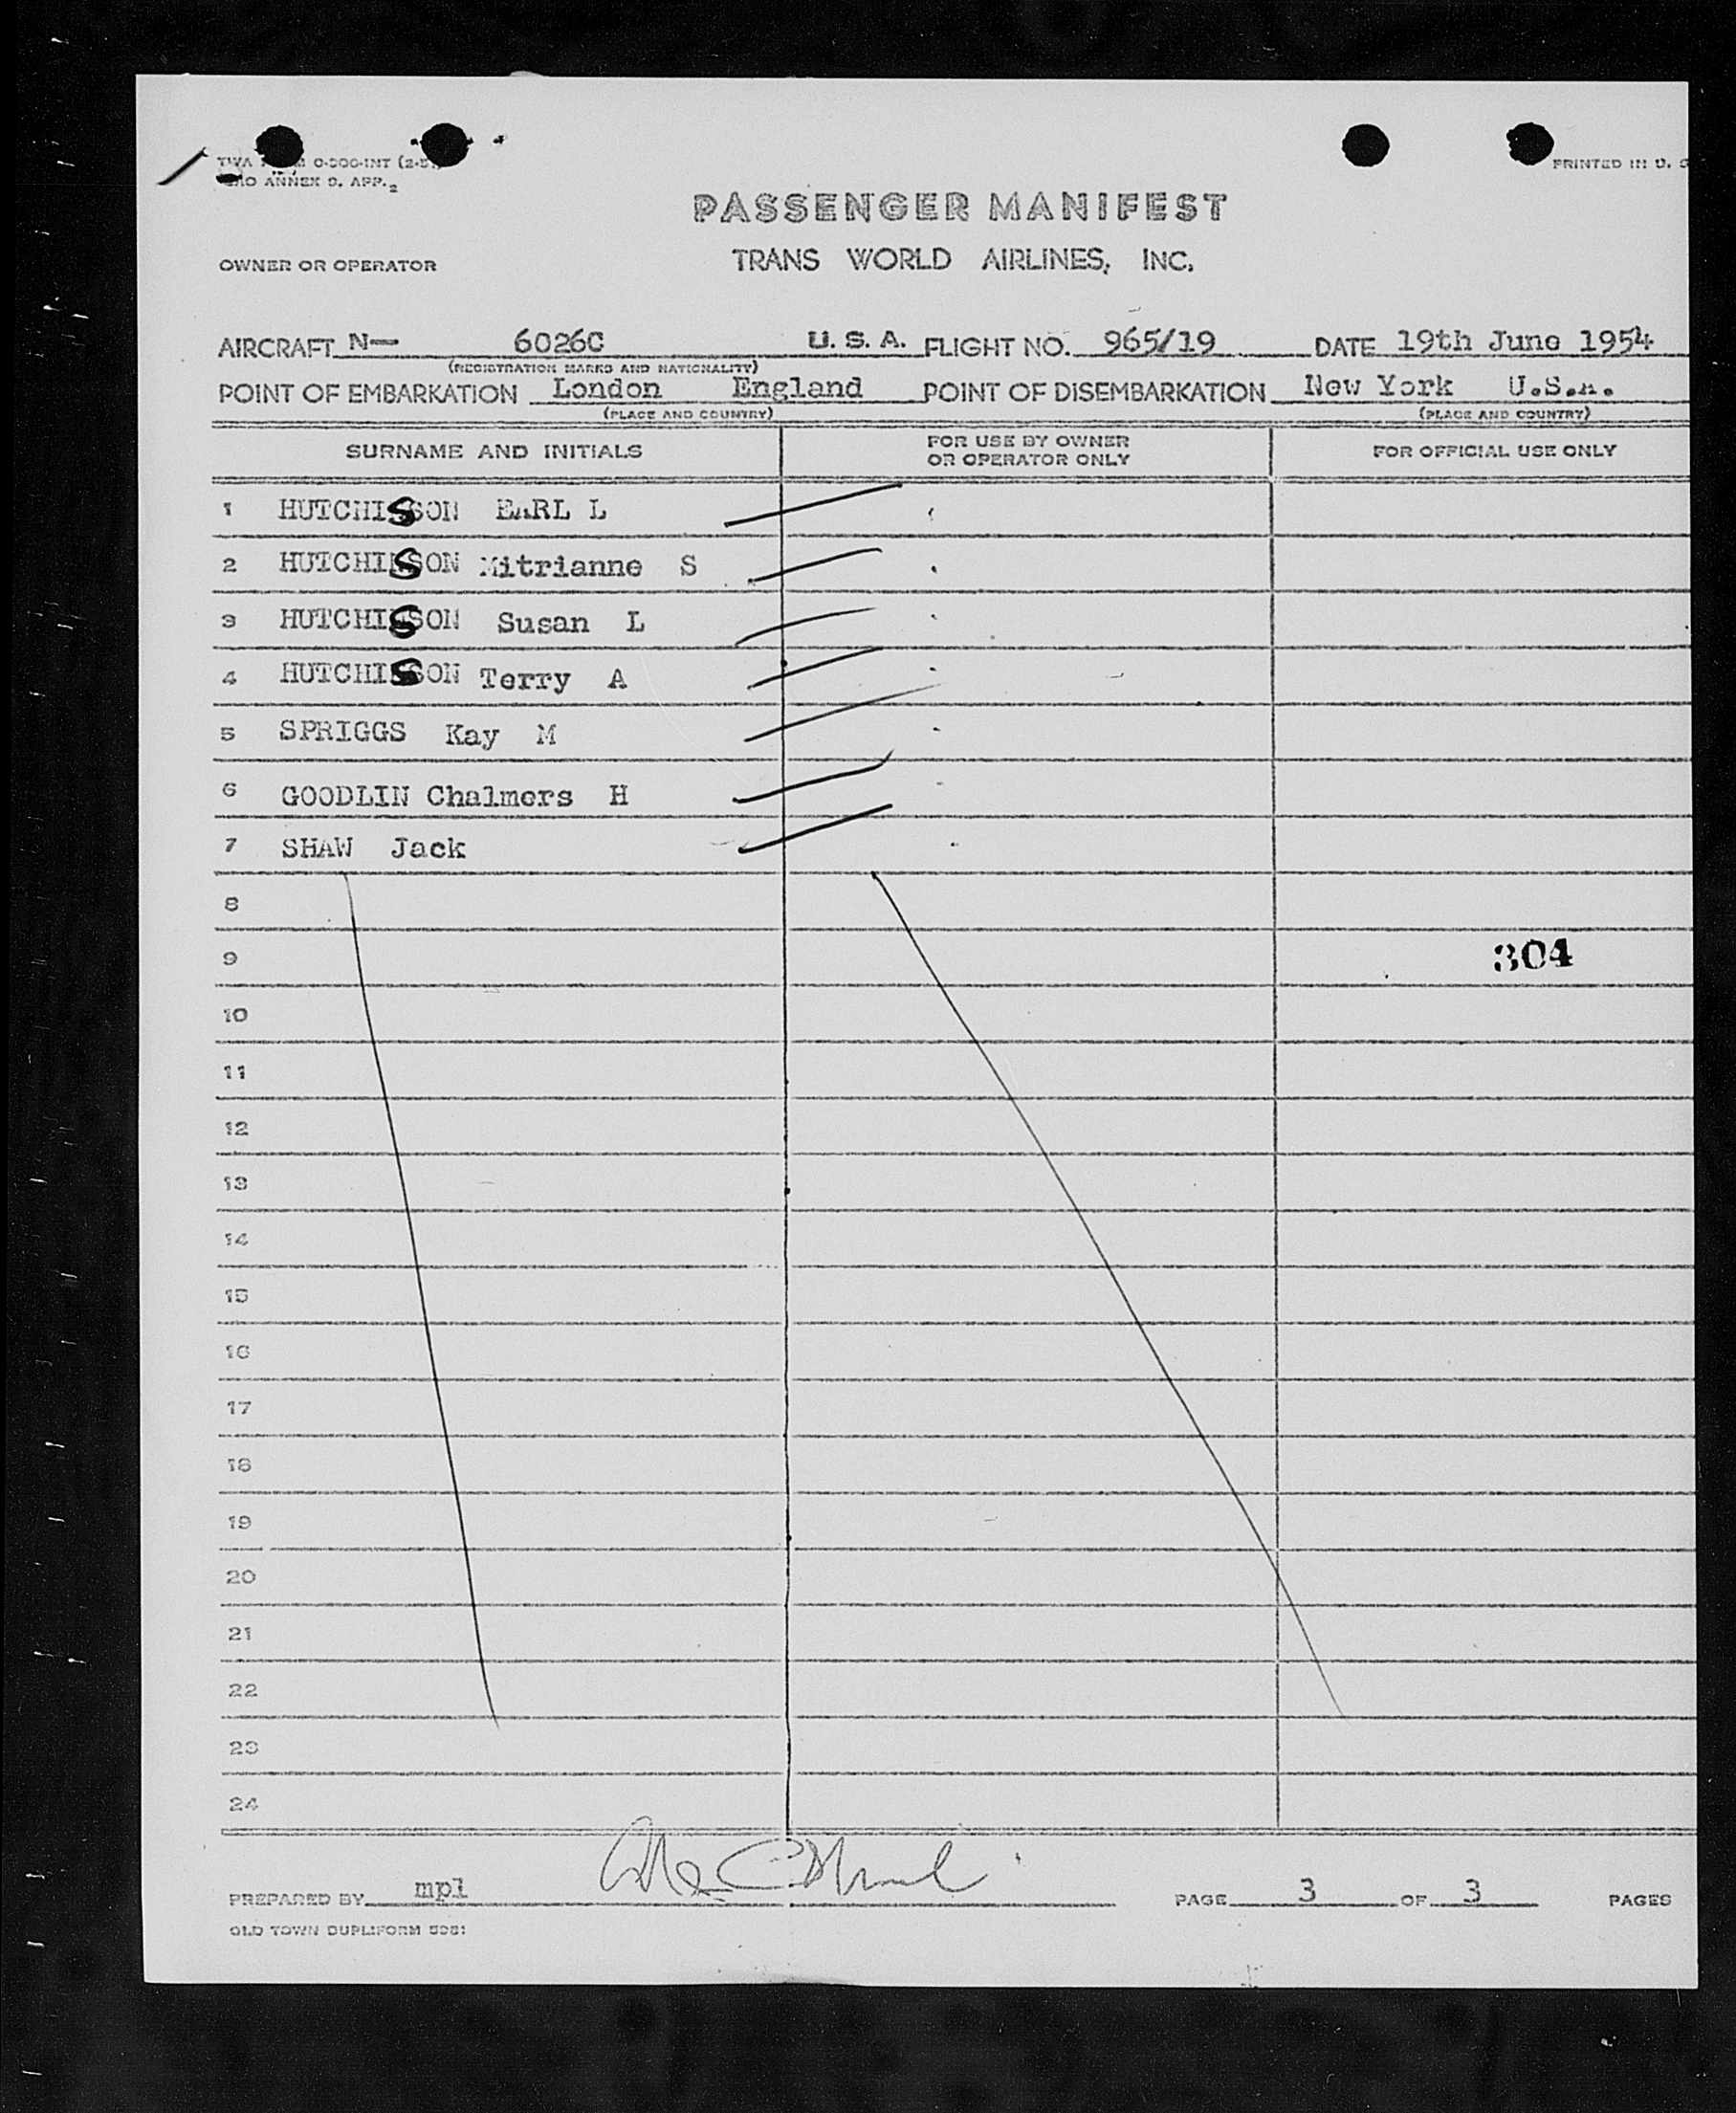 TWA 0-300-INT (2-5
ANNEX 9, APP. 2
PRINTED IN U. S
PASSENGER MANIFEST
OWNER OR OPERATOR TRANS WORLD AIRLINES, INC.
AIRCRAFT N— 6026C U. S. A. FLIGHT NO. 965/19 DATE 19th June 1954
(REGISTRATION MARKS AND NATIONALITY)
POINT OF EMBARKATION London England POINT OF DISEMBARKATION New York U.S.A.
(PLACE AND COUNTRY) (PLACE AND COUNTRY)
SURNAME AND INITIALS FOR USE BY OWNER OR OPERATOR ONLY FOR OFFICIAL USE ONLY
1 HUTCHISSON EARL L
2 HUTCHISSON Mitrianne S
3 HUTCHISSON Susan L
4 HUTCHISSON Terry A
5 SPRIGGS Kay M
6 GOODLIN Chalmers H
7 SHAW Jack
8
9 304
10
11
12
13
14
15
16
17
18
19
20
21
22
23
24
PREPARED BY mpl PAGE 3 OF 3 PAGES
OLD TOWN DUPLIFORM